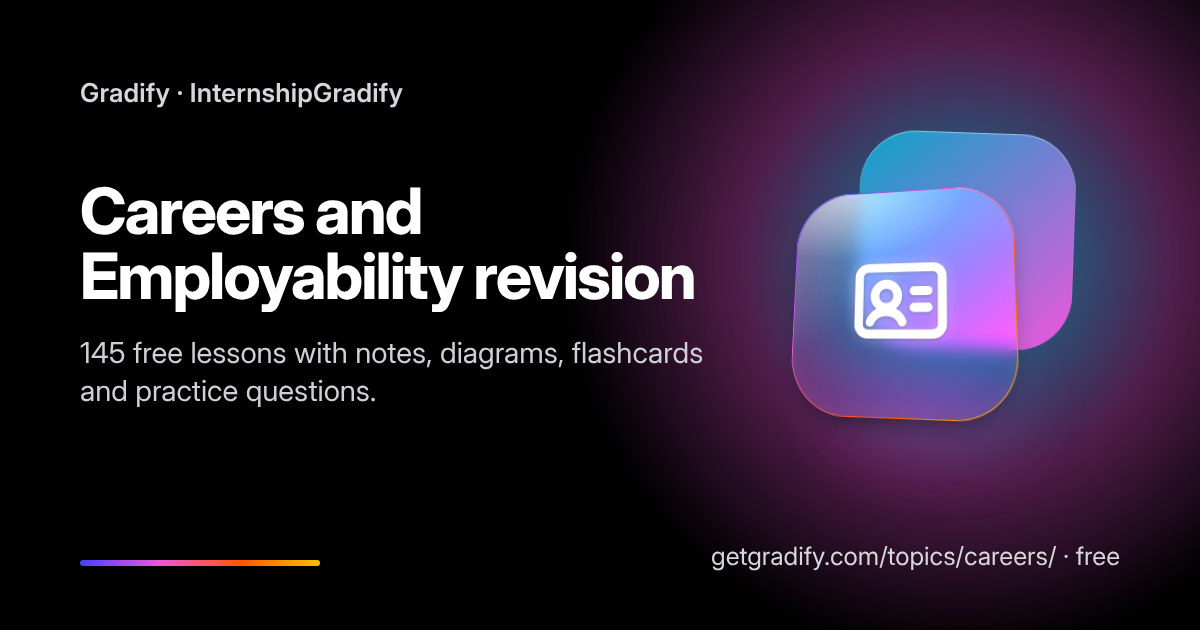 Gradify · InternshipGradify
Careers and
Employability revision
145 free lessons with notes, diagrams, flashcards
and practice questions.
getgradify.com/topics/careers/ · free